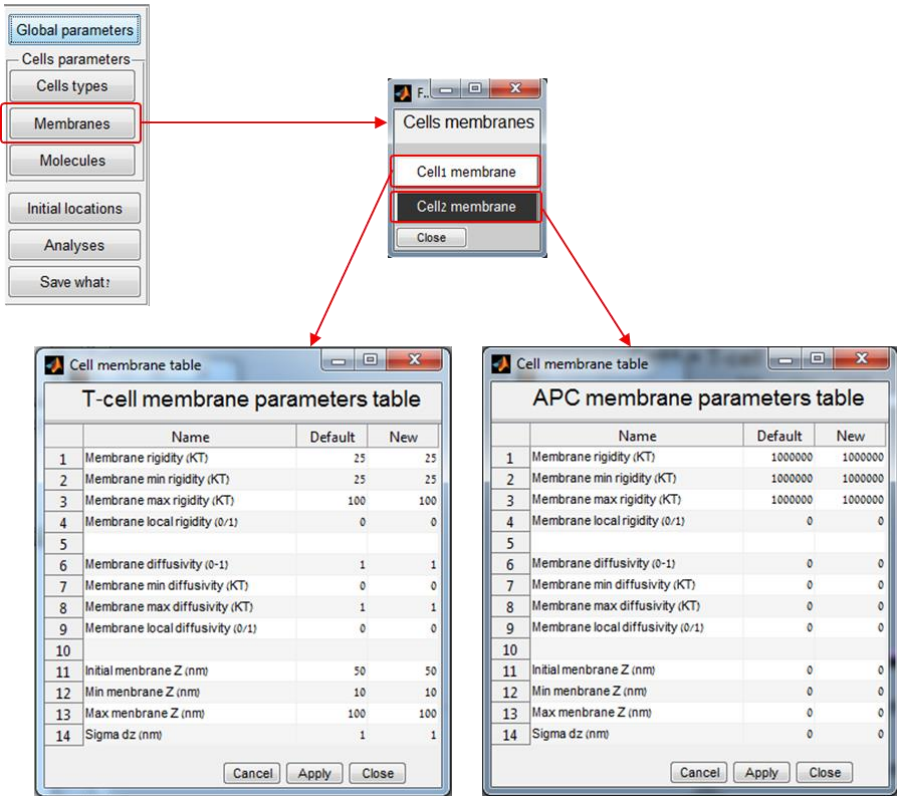 Global parameters
Cells parameters
Cells types
Membranes
Molecules
Initial locations
Analyses
Save what?
F..
Cells membranes
Cell1 membrane
Cell2 membrane
Close
Cell membrane table
T-cell membrane parameters table
Name Default New
1 Membrane rigidity (KT) 25 25
2 Membrane min rigidity (KT) 25 25
3 Membrane max rigidity (KT) 100 100
4 Membrane local rigidity (0/1) 0 0
5
6 Membrane diffusivity (0-1) 1 1
7 Membrane min diffusivity (KT) 0 0
8 Membrane max diffusivity (KT) 1 1
9 Membrane local diffusivity (0/1) 0 0
10
11 Initial menbrane Z (nm) 50 50
12 Min menbrane Z (nm) 10 10
13 Max menbrane Z (nm) 100 100
14 Sigma dz (nm) 1 1
Cancel Apply Close
Cell membrane table
APC membrane parameters table
Name Default New
1 Membrane rigidity (KT) 1000000 1000000
2 Membrane min rigidity (KT) 1000000 1000000
3 Membrane max rigidity (KT) 1000000 1000000
4 Membrane local rigidity (0/1) 0 0
5
6 Membrane diffusivity (0-1) 0 0
7 Membrane min diffusivity (KT) 0 0
8 Membrane max diffusivity (KT) 0 0
9 Membrane local diffusivity (0/1) 0 0
10
11 Initial menbrane Z (nm) 0 0
12 Min menbrane Z (nm) 0 0
13 Max menbrane Z (nm) 0 0
14 Sigma dz (nm) 0 0
Cancel Apply Close